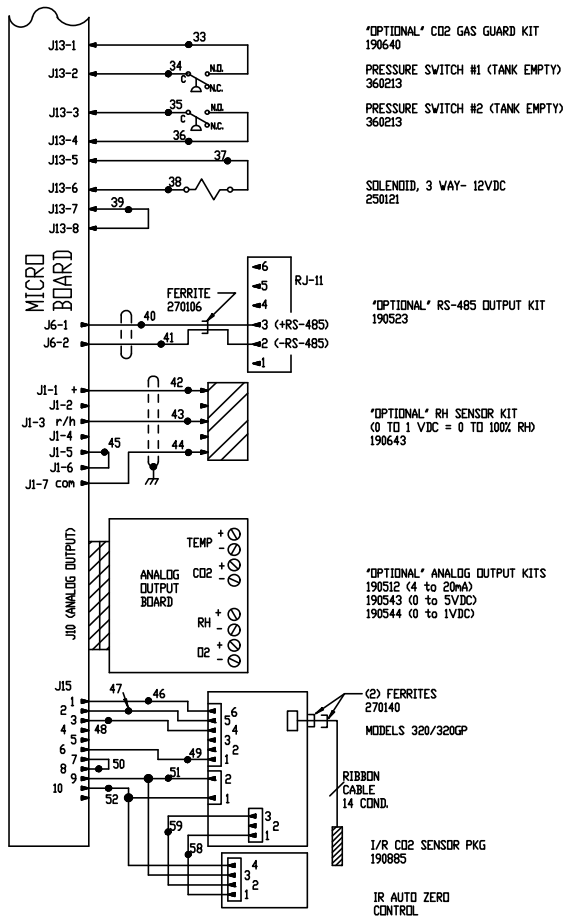 33
J13-1
"OPTIONAL" CO2 GAS GUARD KIT
190640
34
N.O.
J13-2
C
N.C.
PRESSURE SWITCH #1 (TANK EMPTY)
360213
35
N.O.
J13-3
C
N.C.
PRESSURE SWITCH #2 (TANK EMPTY)
360213
J13-4
36
J13-5
37
J13-6
38
SOLENOID, 3 WAY- 12VDC
250121
J13-7
39
J13-8
MICRO
BOARD
6
RJ-11
5
FERRITE
270106
4
"OPTIONAL" RS-485 OUTPUT KIT
190523
J6-1
40
3 (+RS-485)
J6-2
41
2 (-RS-485)
1
J1-1 +
42
J1-2
J1-3 r/h
43
"OPTIONAL" RH SENSOR KIT
(0 TO 1 VDC = 0 TO 100% RH)
190643
J1-4
45
J1-5
44
J1-6
J1-7 com
J10 (ANALOG OUTPUT)
ANALOG
OUTPUT
BOARD
TEMP + -
CO2 + -
RH + -
O2 + -
"OPTIONAL" ANALOG OUTPUT KITS
190512 (4 to 20mA)
190543 (0 to 5VDC)
190544 (0 to 1VDC)
J15
1
2
3
4
5
6
7
8
9
10
46
47
48
49
50
51
52
59
58
6
5
4
3
2
1
2
1
3
2
1
4
3
2
1
(2) FERRITES
270140
MODELS 320/320GP
RIBBON
CABLE
14 COND.
I/R CO2 SENSOR PKG
190885
IR AUTO ZERO
CONTROL